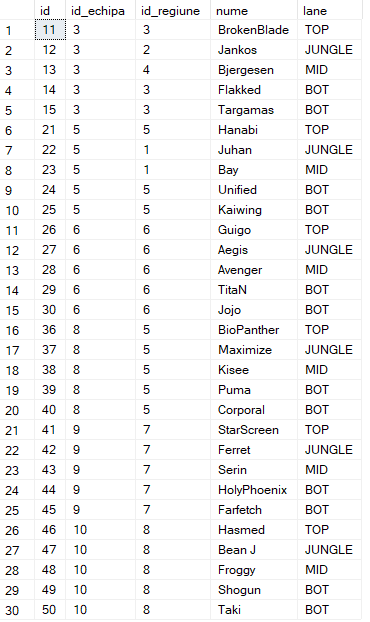 id id_echipa id_regiune nume lane
1 11 3 3 BrokenBlade TOP
2 12 3 2 Jankos JUNGLE
3 13 3 4 Bjergesen MID
4 14 3 3 Flakked BOT
5 15 3 3 Targamas BOT
6 21 5 5 Hanabi TOP
7 22 5 1 Juhan JUNGLE
8 23 5 1 Bay MID
9 24 5 5 Unified BOT
10 25 5 5 Kaiwing BOT
11 26 6 6 Guigo TOP
12 27 6 6 Aegis JUNGLE
13 28 6 6 Avenger MID
14 29 6 6 TitaN BOT
15 30 6 6 Jojo BOT
16 36 8 5 BioPanther TOP
17 37 8 5 Maximize JUNGLE
18 38 8 5 Kisee MID
19 39 8 5 Puma BOT
20 40 8 5 Corporal BOT
21 41 9 7 StarScreen TOP
22 42 9 7 Ferret JUNGLE
23 43 9 7 Serin MID
24 44 9 7 HolyPhoenix BOT
25 45 9 7 Farfetch BOT
26 46 10 8 Hasmed TOP
27 47 10 8 Bean J JUNGLE
28 48 10 8 Froggy MID
29 49 10 8 Shogun BOT
30 50 10 8 Taki BOT